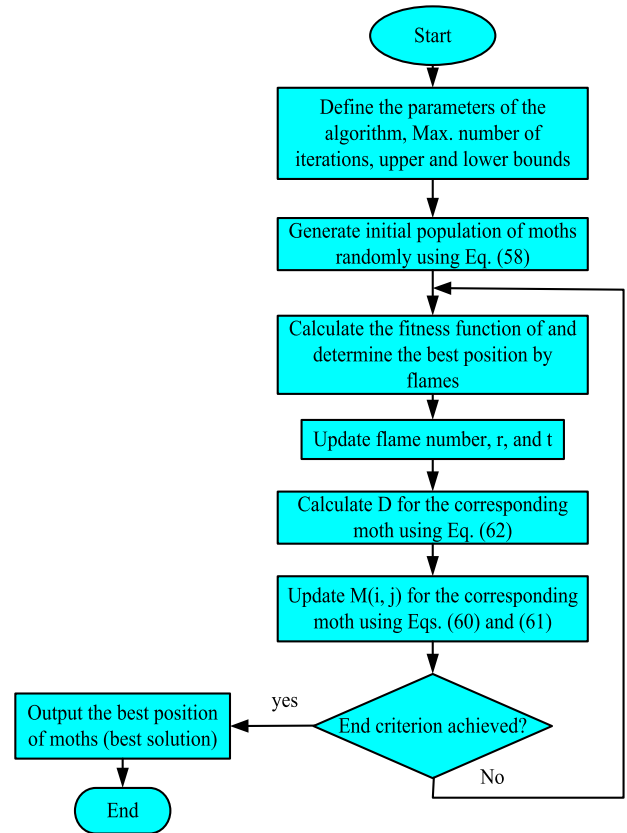 Start
Define the parameters of the
algorithm, Max. number of
iterations, upper and lower bounds
Generate initial population of moths
randomly using Eq. (58)
Calculate the fitness function of and
determine the best position by
flames
Update flame number, r, and t
Calculate D for the corresponding
moth using Eq. (62)
Update M(i, j) for the corresponding
moth using Eqs. (60) and (61)
End criterion achieved?
yes
No
Output the best position
of moths (best solution)
End